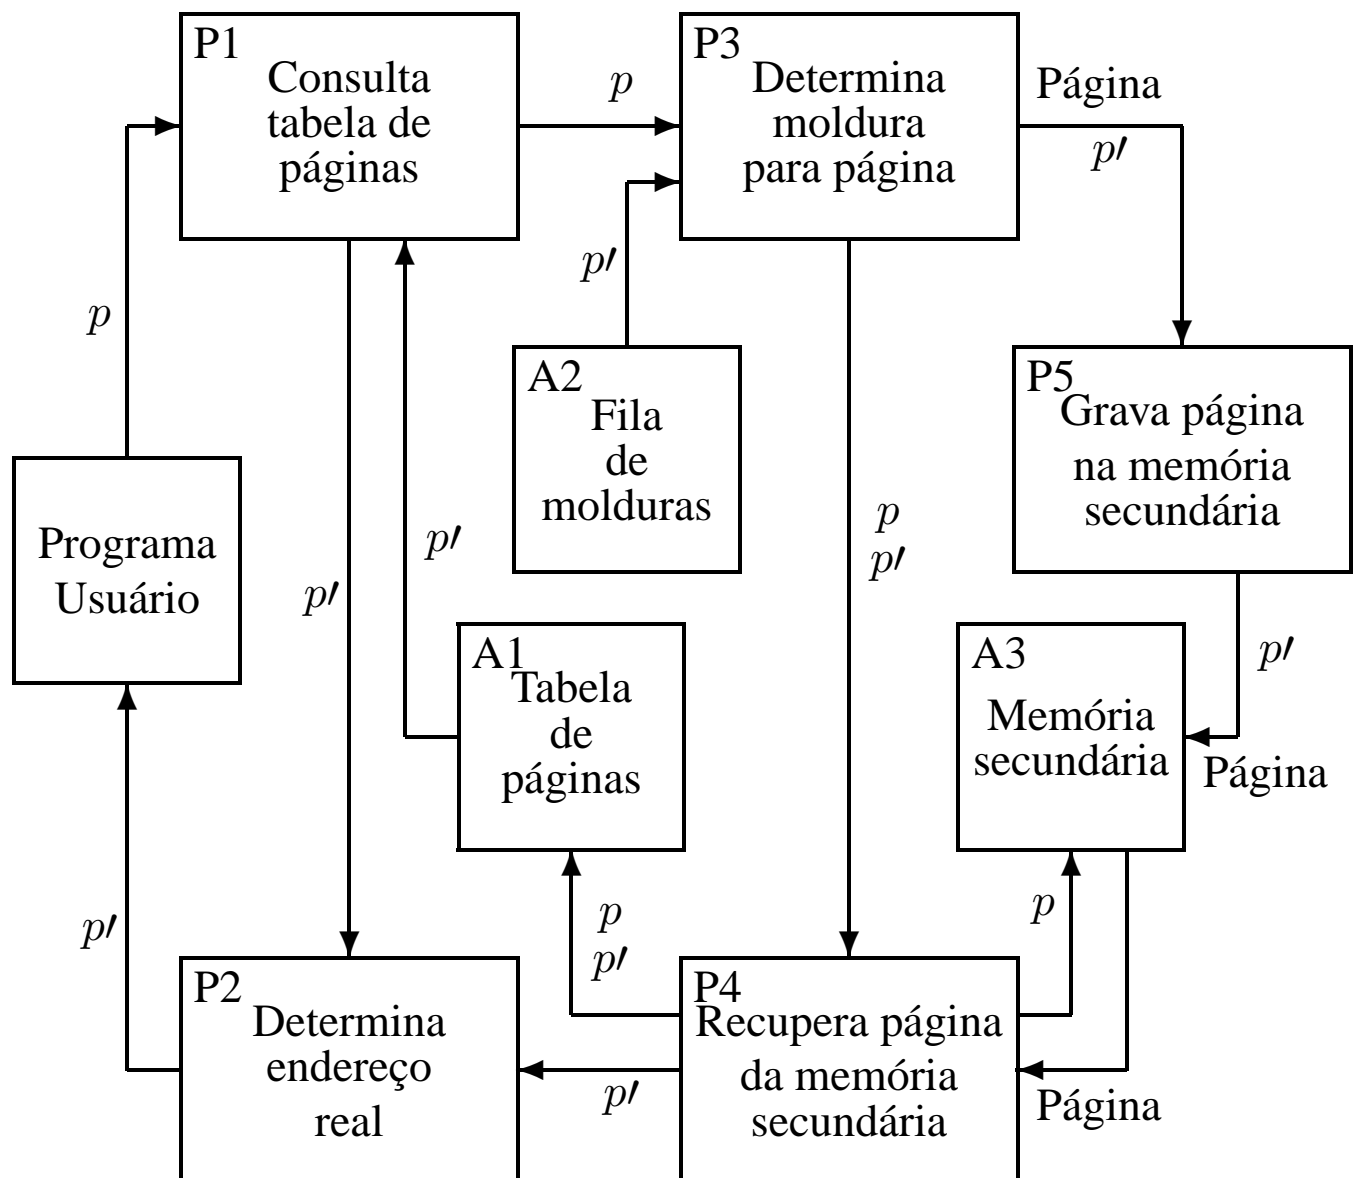 P1
Consulta
tabela de
páginas
p
P3
Determina
moldura
para página
Página
p′
p′
p
A2
Fila
de
molduras
P5
Grava página
na memória
secundária
Programa
Usuário
p′
p′
p
p′
A1
Tabela
de
páginas
A3
Memória
secundária
p′
Página
p′
p
p′
p
P2
Determina
endereço
real
p′
P4
Recupera página
da memória
secundária
Página